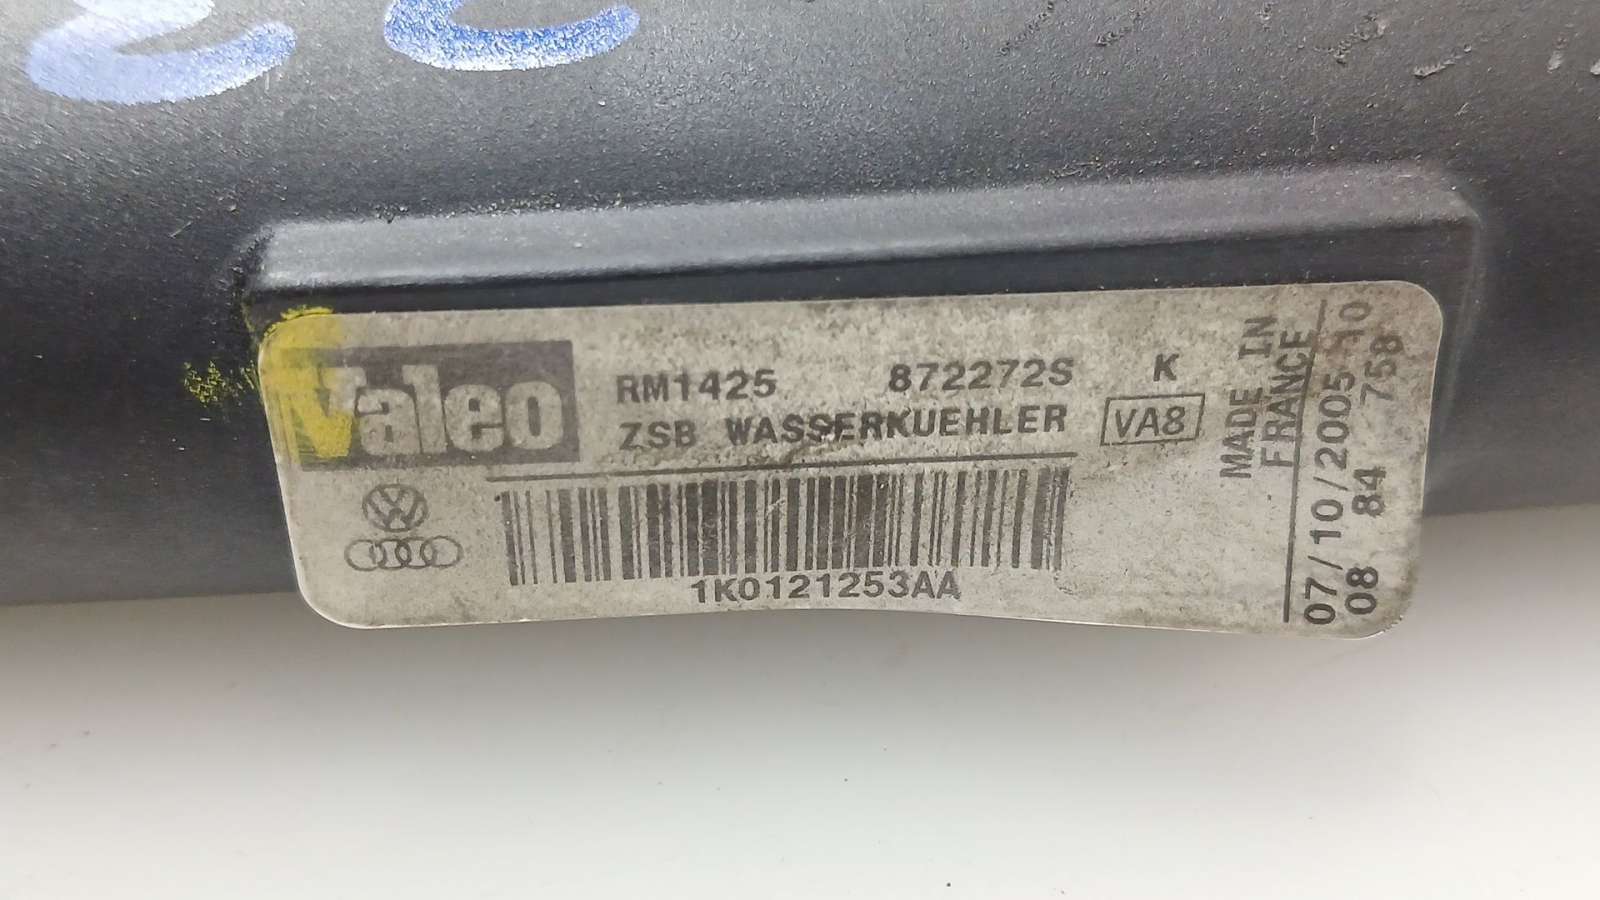 Valeo
RM1425 872272S K
ZSB WASSERKUEHLER VA8
1K0121253AA
MADE IN
FRANCE
07/10/2005-10
08 84 758